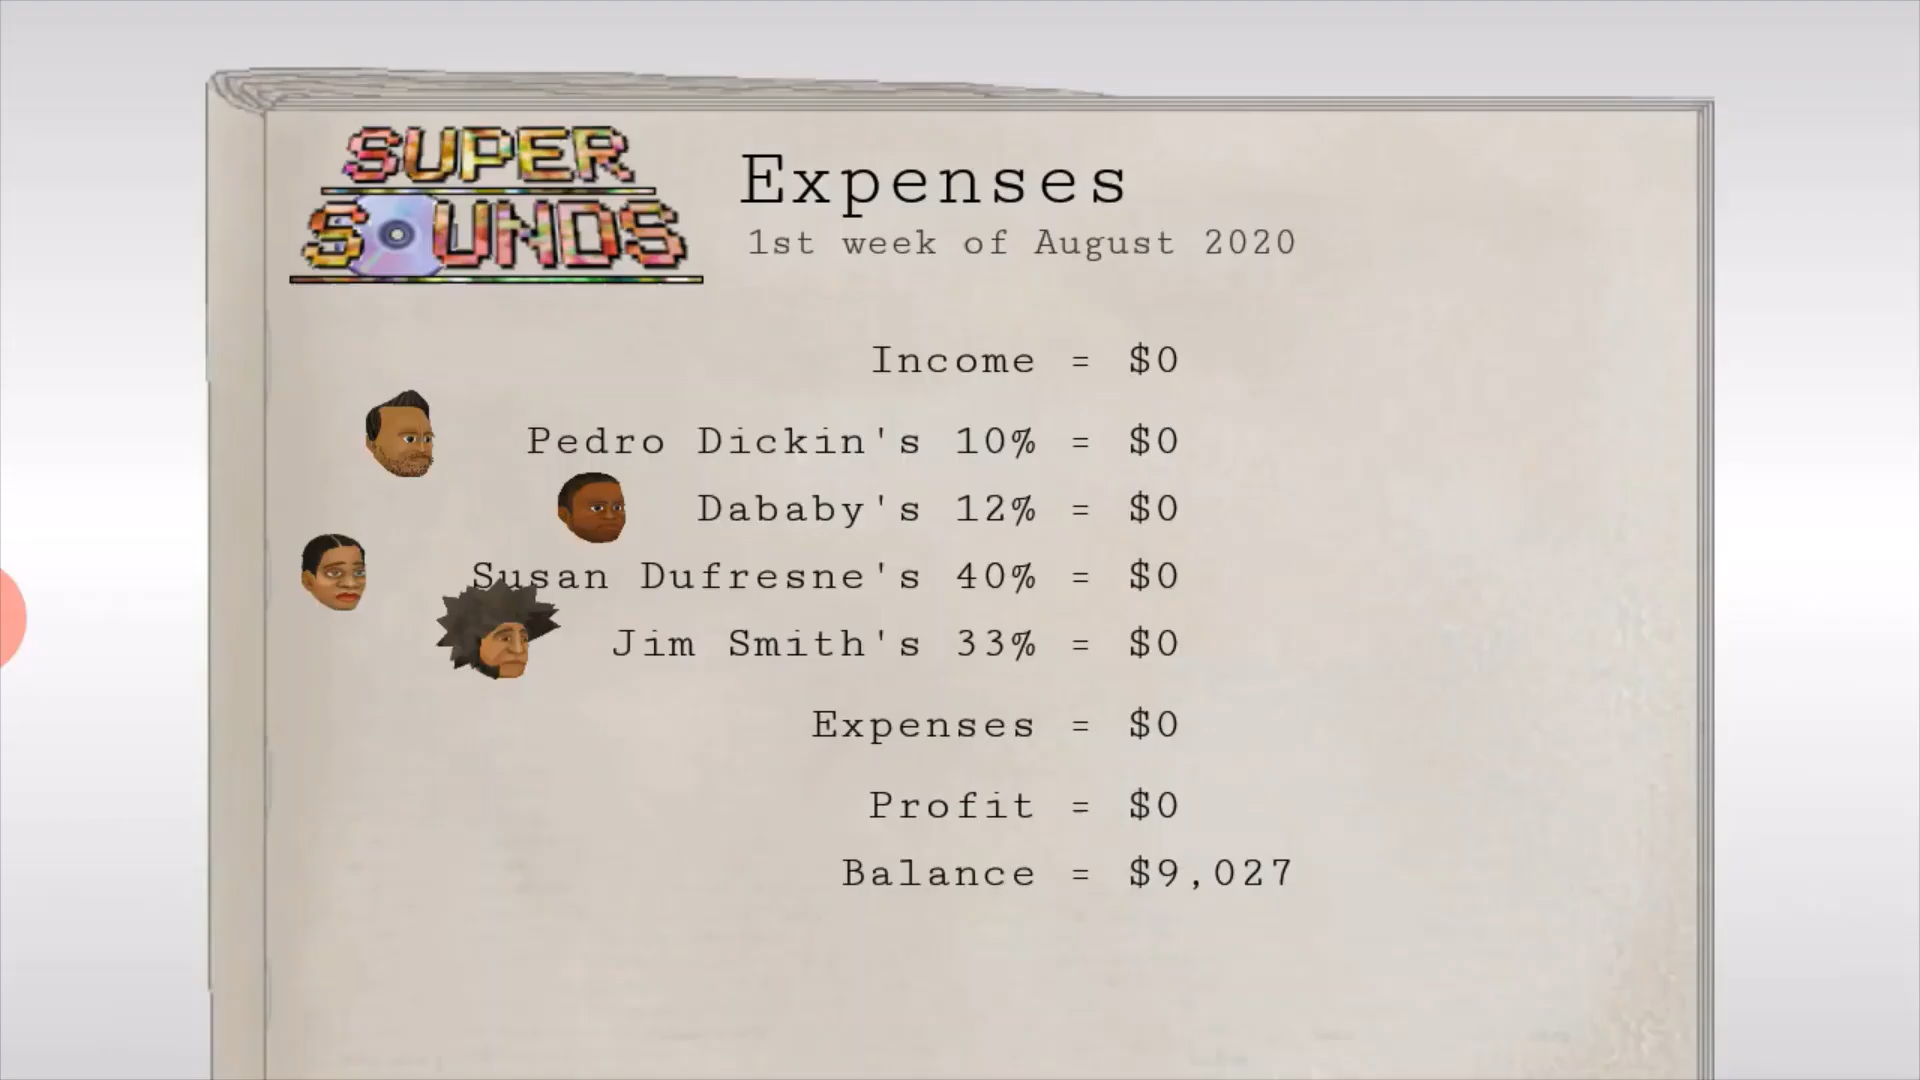 SUPER
SOUNDS
Expenses
1st week of August 2020
Income = $0
Pedro Dickin's 10% = $0
Dababy's 12% = $0
Susan Dufresne's 40% = $0
Jim Smith's 33% = $0
Expenses = $0
Profit = $0
Balance = $9,027